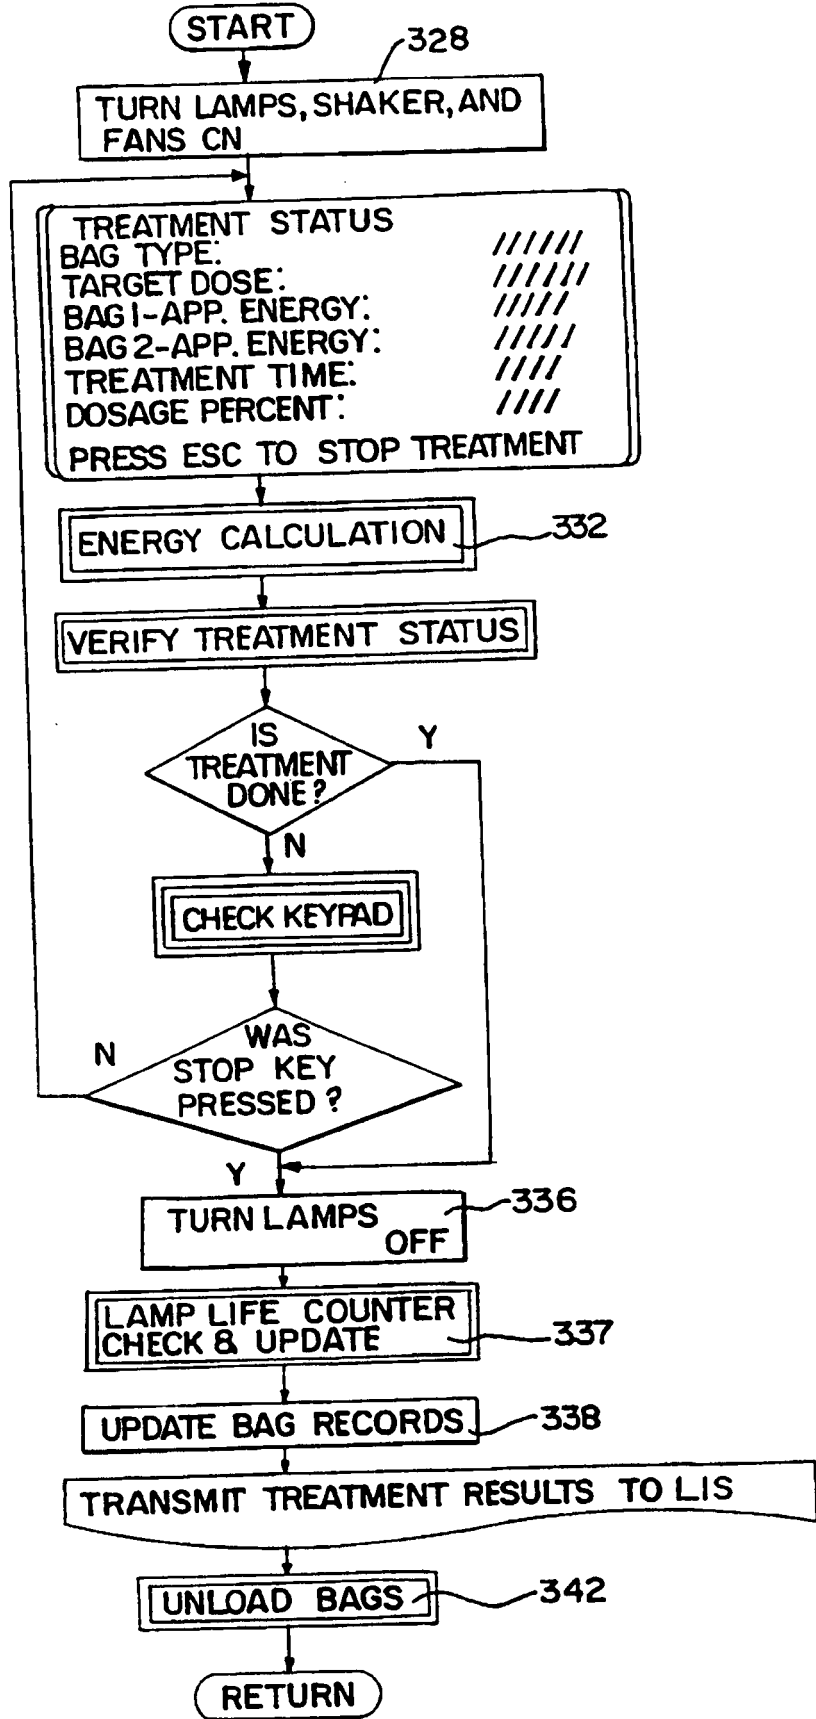 START
328
TURN LAMPS, SHAKER, AND
FANS CN
TREATMENT STATUS
BAG TYPE: //////
TARGET DOSE: //////
BAG 1-APP. ENERGY: /////
BAG 2-APP. ENERGY: /////
TREATMENT TIME: ////
DOSAGE PERCENT: ////
PRESS ESC TO STOP TREATMENT
ENERGY CALCULATION
332
VERIFY TREATMENT STATUS
IS
TREATMENT
DONE?
Y
N
CHECK KEYPAD
WAS
STOP KEY
PRESSED?
N
Y
TURN LAMPS
OFF
336
LAMP LIFE COUNTER
CHECK & UPDATE
337
UPDATE BAG RECORDS
338
TRANSMIT TREATMENT RESULTS TO LIS
UNLOAD BAGS
342
RETURN